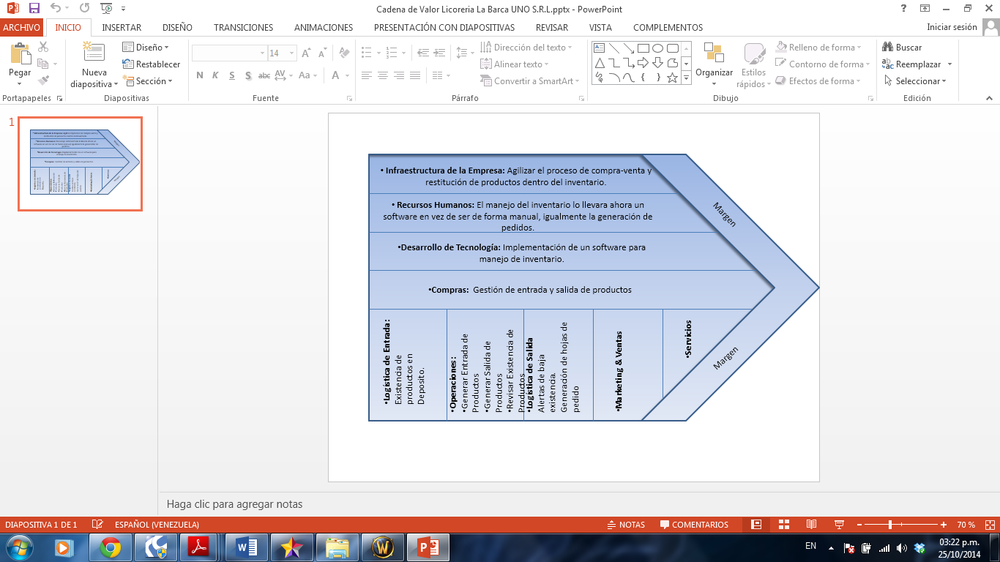 Cadena de Valor Licoreria La Barca UNO S.R.L.pptx - PowerPoint
ARCHIVO INICIO INSERTAR DISEÑO TRANSICIONES ANIMACIONES PRESENTACIÓN CON DIAPOSITIVAS REVISAR VISTA COMPLEMENTOS Iniciar sesión
Pegar
Portapapeles
Nueva
diapositiva
Diseño
Restablecer
Sección
Diapositivas
14
N K S S abc AV Aa A
Fuente
Dirección del texto
Alinear texto
Convertir a SmartArt
Párrafo
Organizar
Estilos
rápidos
Relleno de forma
Contorno de forma
Efectos de forma
Dibujo
Buscar
Reemplazar
Seleccionar
Edición
1
• Infraestructura de la Empresa: Agilizar el proceso de compra-venta y
restitución de productos dentro del inventario.
• Recursos Humanos: El manejo del inventario lo llevara ahora un
software en vez de ser de forma manual, igualmente la generación de
pedidos.
•Desarrollo de Tecnología: Implementación de un software para
manejo de inventario.
•Compras: Gestión de entrada y salida de productos
Margen
•Logística de Entrada:
Existencia de
productos en
Deposito.
•Operaciones:
•Generar Entrada de
Productos
•Generar Salida de
Productos
•Revisar Existencia de
Productos
•Logística de Salida
Alertas de baja
existencia.
Generación de hojas de
pedido
•Marketing & Ventas
•Servicios
Margen
Haga clic para agregar notas
DIAPOSITIVA 1 DE 1 ESPAÑOL (VENEZUELA) NOTAS COMENTARIOS 70 %
EN
03:22 p.m.
25/10/2014